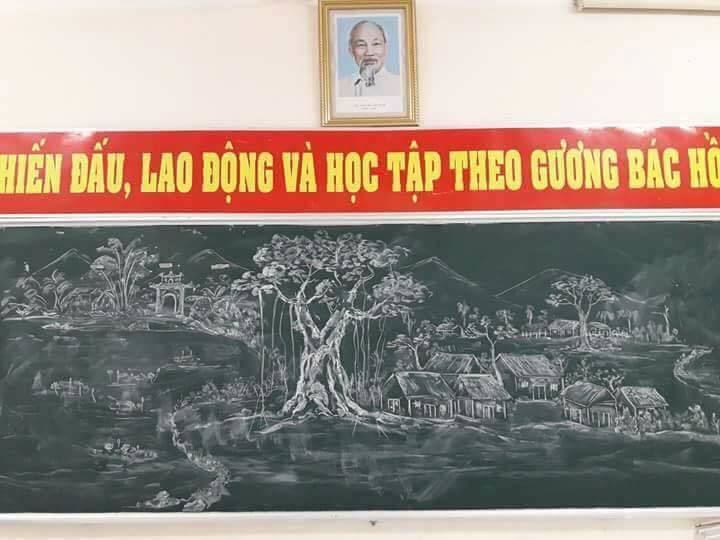 HIẾN ĐẤU, LAO ĐỘNG VÀ HỌC TẬP THEO GƯƠNG BÁC HỒ